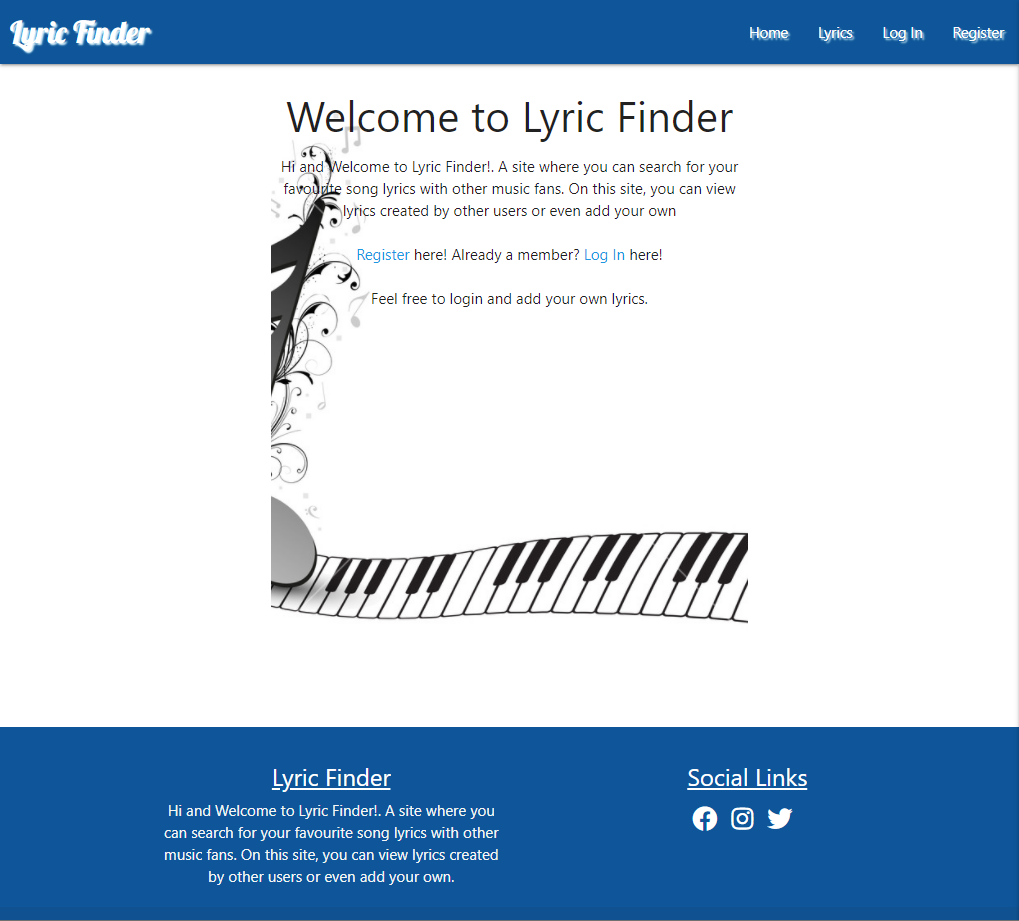 Lyric Finder
Home Lyrics Log In Register
Welcome to Lyric Finder
Hi and Welcome to Lyric Finder!. A site where you can search for your
favourite song lyrics with other music fans. On this site, you can view
lyrics created by other users or even add your own
Register here! Already a member? Log In here!
Feel free to login and add your own lyrics.
Lyric Finder
Hi and Welcome to Lyric Finder!. A site where you
can search for your favourite song lyrics with other
music fans. On this site, you can view lyrics created
by other users or even add your own.
Social Links